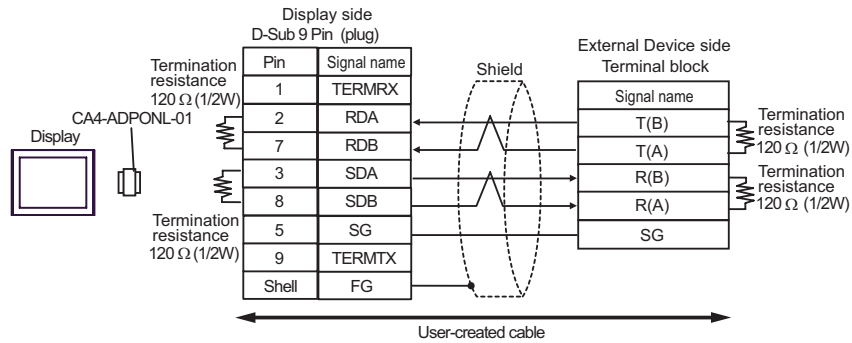 Display side
D-Sub 9 Pin (plug)
External Device side
Terminal block
Termination
resistance
120 Ω (1/2W)
CA4-ADPONL-01
Display
Termination
resistance
120 Ω (1/2W)
Pin Signal name
1 TERMRX
2 RDA
7 RDB
3 SDA
8 SDB
5 SG
9 TERMTX
Shell FG
Shield
Signal name
T(B)
T(A)
R(B)
R(A)
SG
Termination
resistance
120 Ω (1/2W)
Termination
resistance
120 Ω (1/2W)
User-created cable